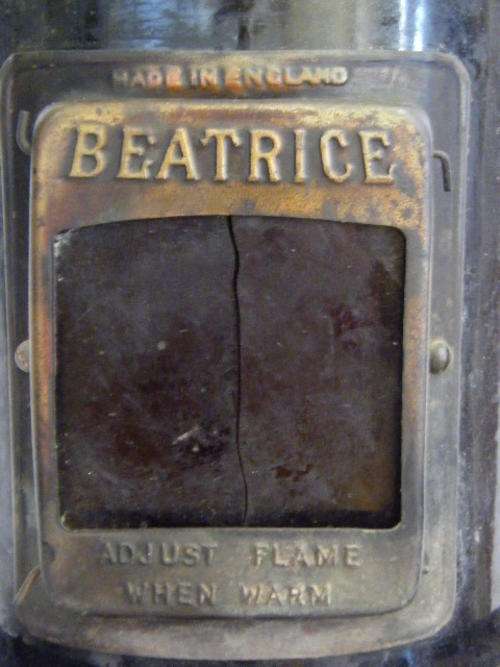 MADE IN ENGLAND
BEATRICE
ADJUST FLAME
WHEN WARM